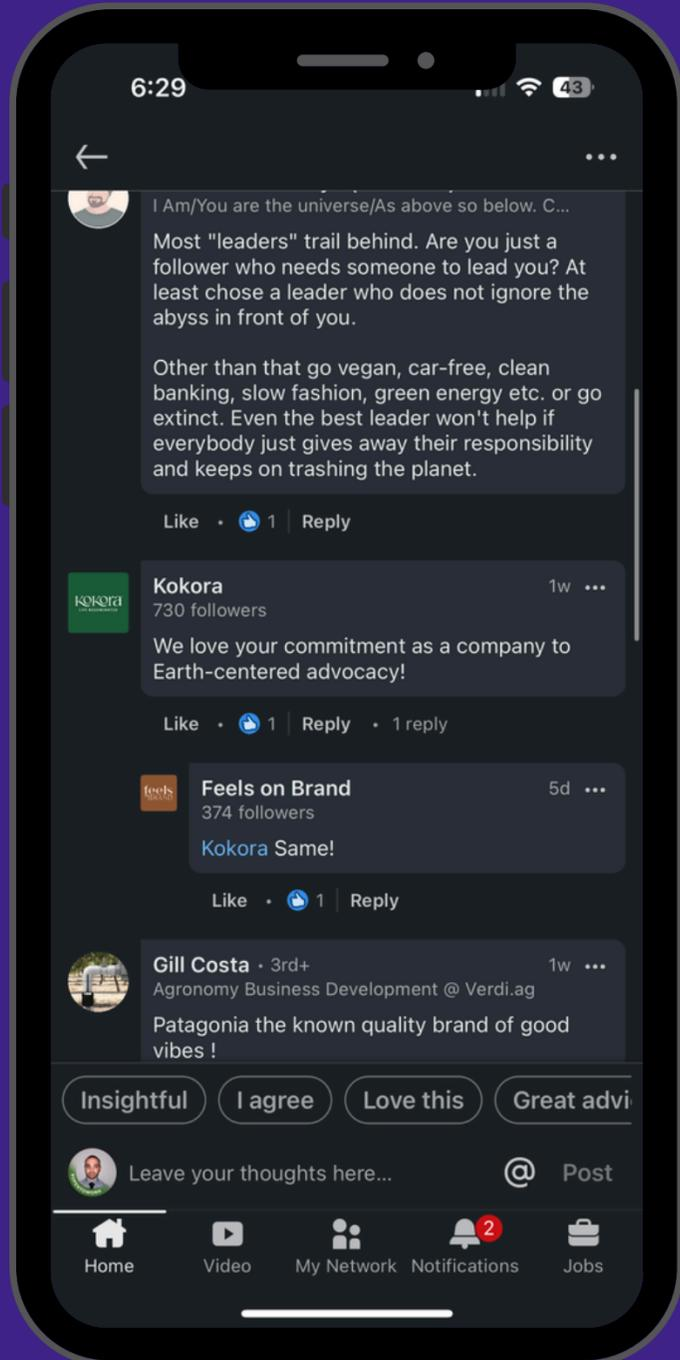 6:29
43
I Am/You are the universe/As above so below. C...
Most "leaders" trail behind. Are you just a
follower who needs someone to lead you? At
least chose a leader who does not ignore the
abyss in front of you.
Other than that go vegan, car-free, clean
banking, slow fashion, green energy etc. or go
extinct. Even the best leader won't help if
everybody just gives away their responsibility
and keeps on trashing the planet.
Like • 1 Reply
KOKORA
Kokora 1w
730 followers
We love your commitment as a company to
Earth-centered advocacy!
Like • 1 Reply • 1 reply
feels
BRAND
Feels on Brand 5d
374 followers
Kokora Same!
Like • 1 Reply
Gill Costa • 3rd+ 1w
Agronomy Business Development @ Verdi.ag
Patagonia the known quality brand of good
vibes !
Insightful I agree Love this Great advi
Leave your thoughts here... @ Post
2
Home Video My Network Notifications Jobs